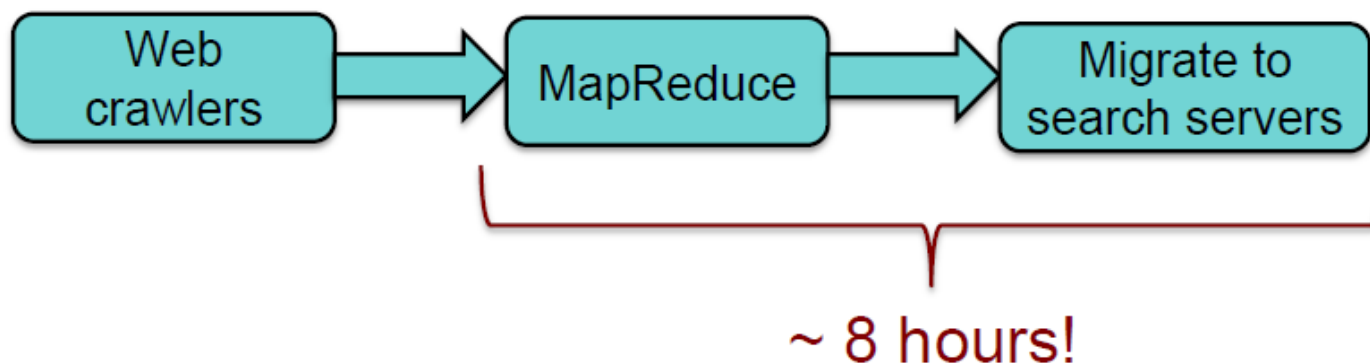 Web
crawlers
MapReduce
Migrate to
search servers
~ 8 hours!